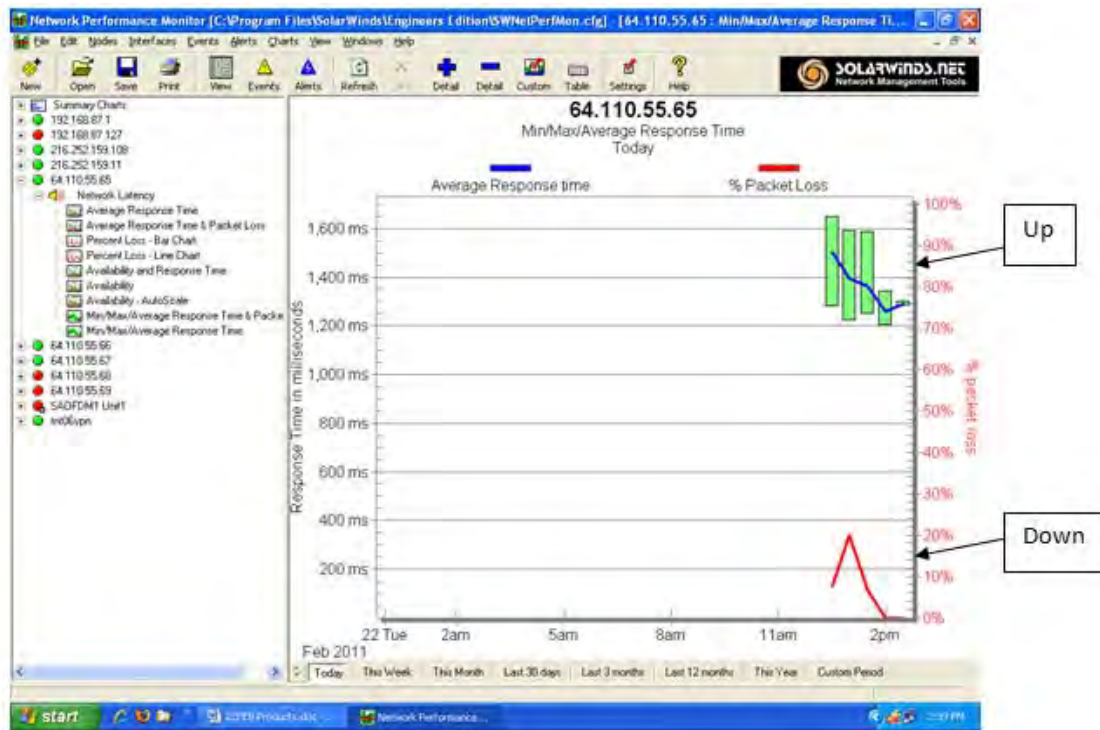 Network Performance Monitor [C:\Program Files\SolarWinds\Engineers Edition\SWNetPerfMon.cfg] - [64.110.55.65 : Min/Max/Average Response Ti...
File Edit Nodes Interfaces Events Alerts Charts View Windows Help
New Open Save Print View Events Alerts Refresh Detail Detail Custom Table Settings Help
SOLARWINDS.NET
Network Management Tools
Summary Charts
192.168.87.1
192.168.87.127
216.252.159.108
216.252.159.11
64.110.55.65
Network Latency
Average Response Time
Average Response Time & Packet Loss
Percent Loss - Bar Chart
Percent Loss - Line Chart
Availability and Response Time
Availability
Availability - AutoScale
Min/Max/Average Response Time & Packe
Min/Max/Average Response Time
64.110.55.66
64.110.55.67
64.110.55.68
64.110.55.69
SADFDM1 Unit1
64.110.55.65
Min/Max/Average Response Time
Today
Average Response time
% Packet Loss
Response Time in milliseconds
1,600 ms
1,400 ms
1,200 ms
1,000 ms
800 ms
600 ms
400 ms
200 ms
100%
90%
80%
70%
60%
50%
40%
30%
20%
10%
0%
% packet loss
22 Tue 2am 5am 8am 11am 2pm
Feb 2011
Today This Week This Month Last 30 days Last 3 months Last 12 months This Year Custom Period
Up
Down
start
Network Performance...